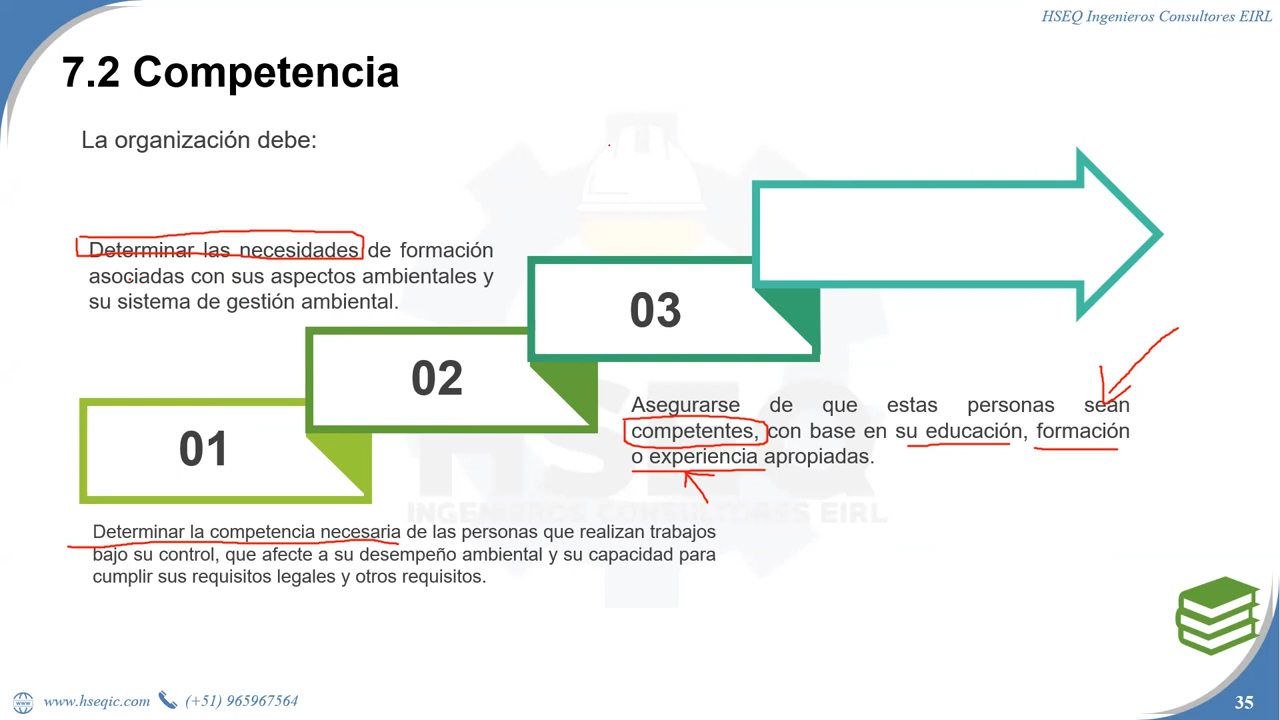 HSEQ Ingenieros Consultores EIRL
7.2 Competencia
La organización debe:
Determinar las necesidades de formación
asociadas con sus aspectos ambientales y
su sistema de gestión ambiental.
03
02
01
Asegurarse de que estas personas sean
competentes, con base en su educación, formación
o experiencia apropiadas.
HSEQ
INGENIEROS CONSULTORES EIRL
Determinar la competencia necesaria de las personas que realizan trabajos
bajo su control, que afecte a su desempeño ambiental y su capacidad para
cumplir sus requisitos legales y otros requisitos.
www.hseqic.com (+51) 965967564
35